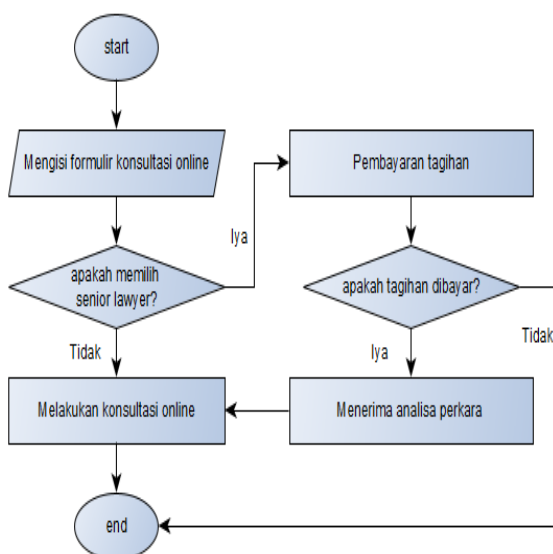 start
Mengisi formulir konsultasi online
Pembayaran tagihan
Iya
apakah memilih
senior lawyer?
apakah tagihan dibayar?
Tidak
Tidak
Iya
Melakukan konsultasi online
Menerima analisa perkara
end